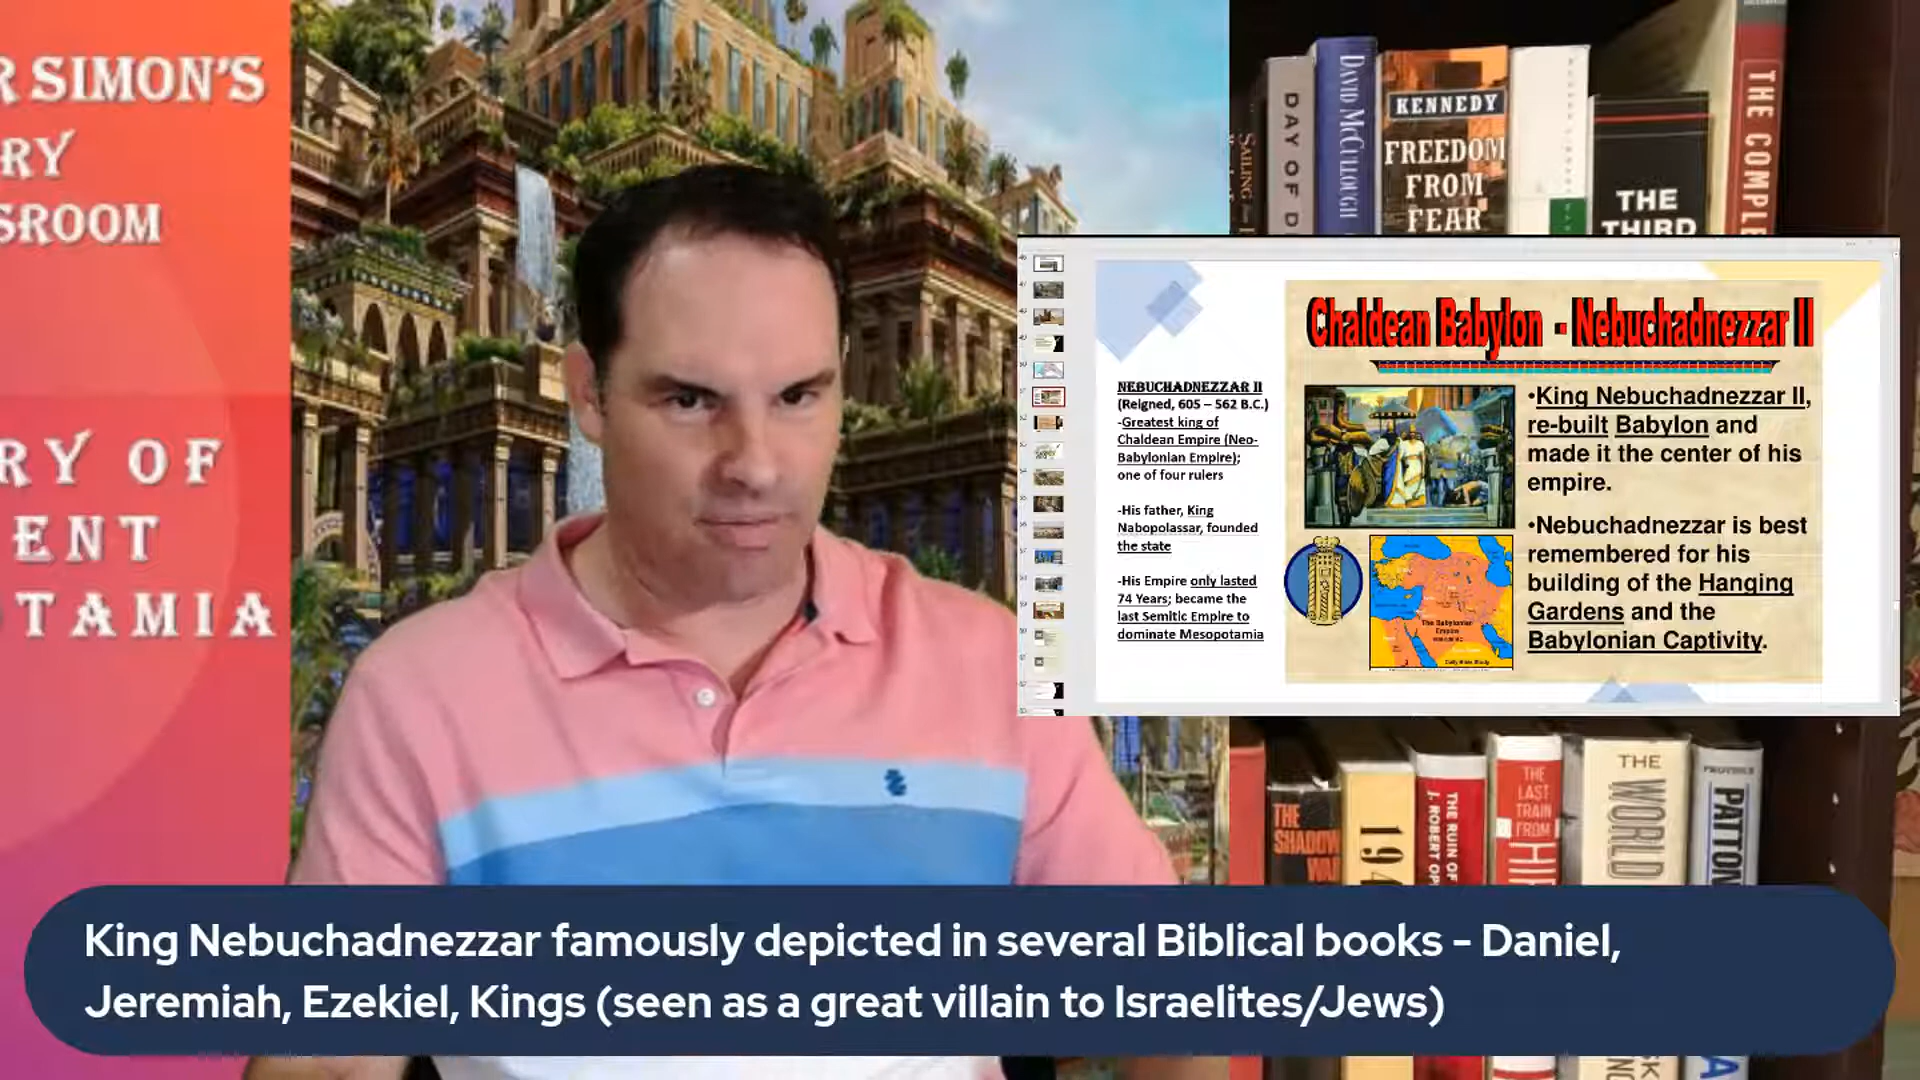 R SIMON'S
RY
SROOM
RY OF
ENT
TAMIA
SAILING
DAY OF D
DAVID MCCULLOUGH
KENNEDY
FREEDOM
FROM
FEAR
THE
THIRD
THE COMPLE
NEBUCHADNEZZAR II
(Reigned, 605 – 562 B.C.)
-Greatest king of
Chaldean Empire (Neo-
Babylonian Empire);
one of four rulers
-His father, King
Nabopolassar, founded
the state
-His Empire only lasted
74 Years; became the
last Semitic Empire to
dominate Mesopotamia
Chaldean Babylon - Nebuchadnezzar II
•King Nebuchadnezzar II,
re-built Babylon and
made it the center of his
empire.
•Nebuchadnezzar is best
remembered for his
building of the Hanging
Gardens and the
Babylonian Captivity.
The Babylonian
Empire
THE
SHADOW
WAR
194
THE RUIN OF
J. ROBERT OP
THE
LAST
TRAIN
FROM
HI
THE
WORLD
PATTON
King Nebuchadnezzar famously depicted in several Biblical books - Daniel,
Jeremiah, Ezekiel, Kings (seen as a great villain to Israelites/Jews)